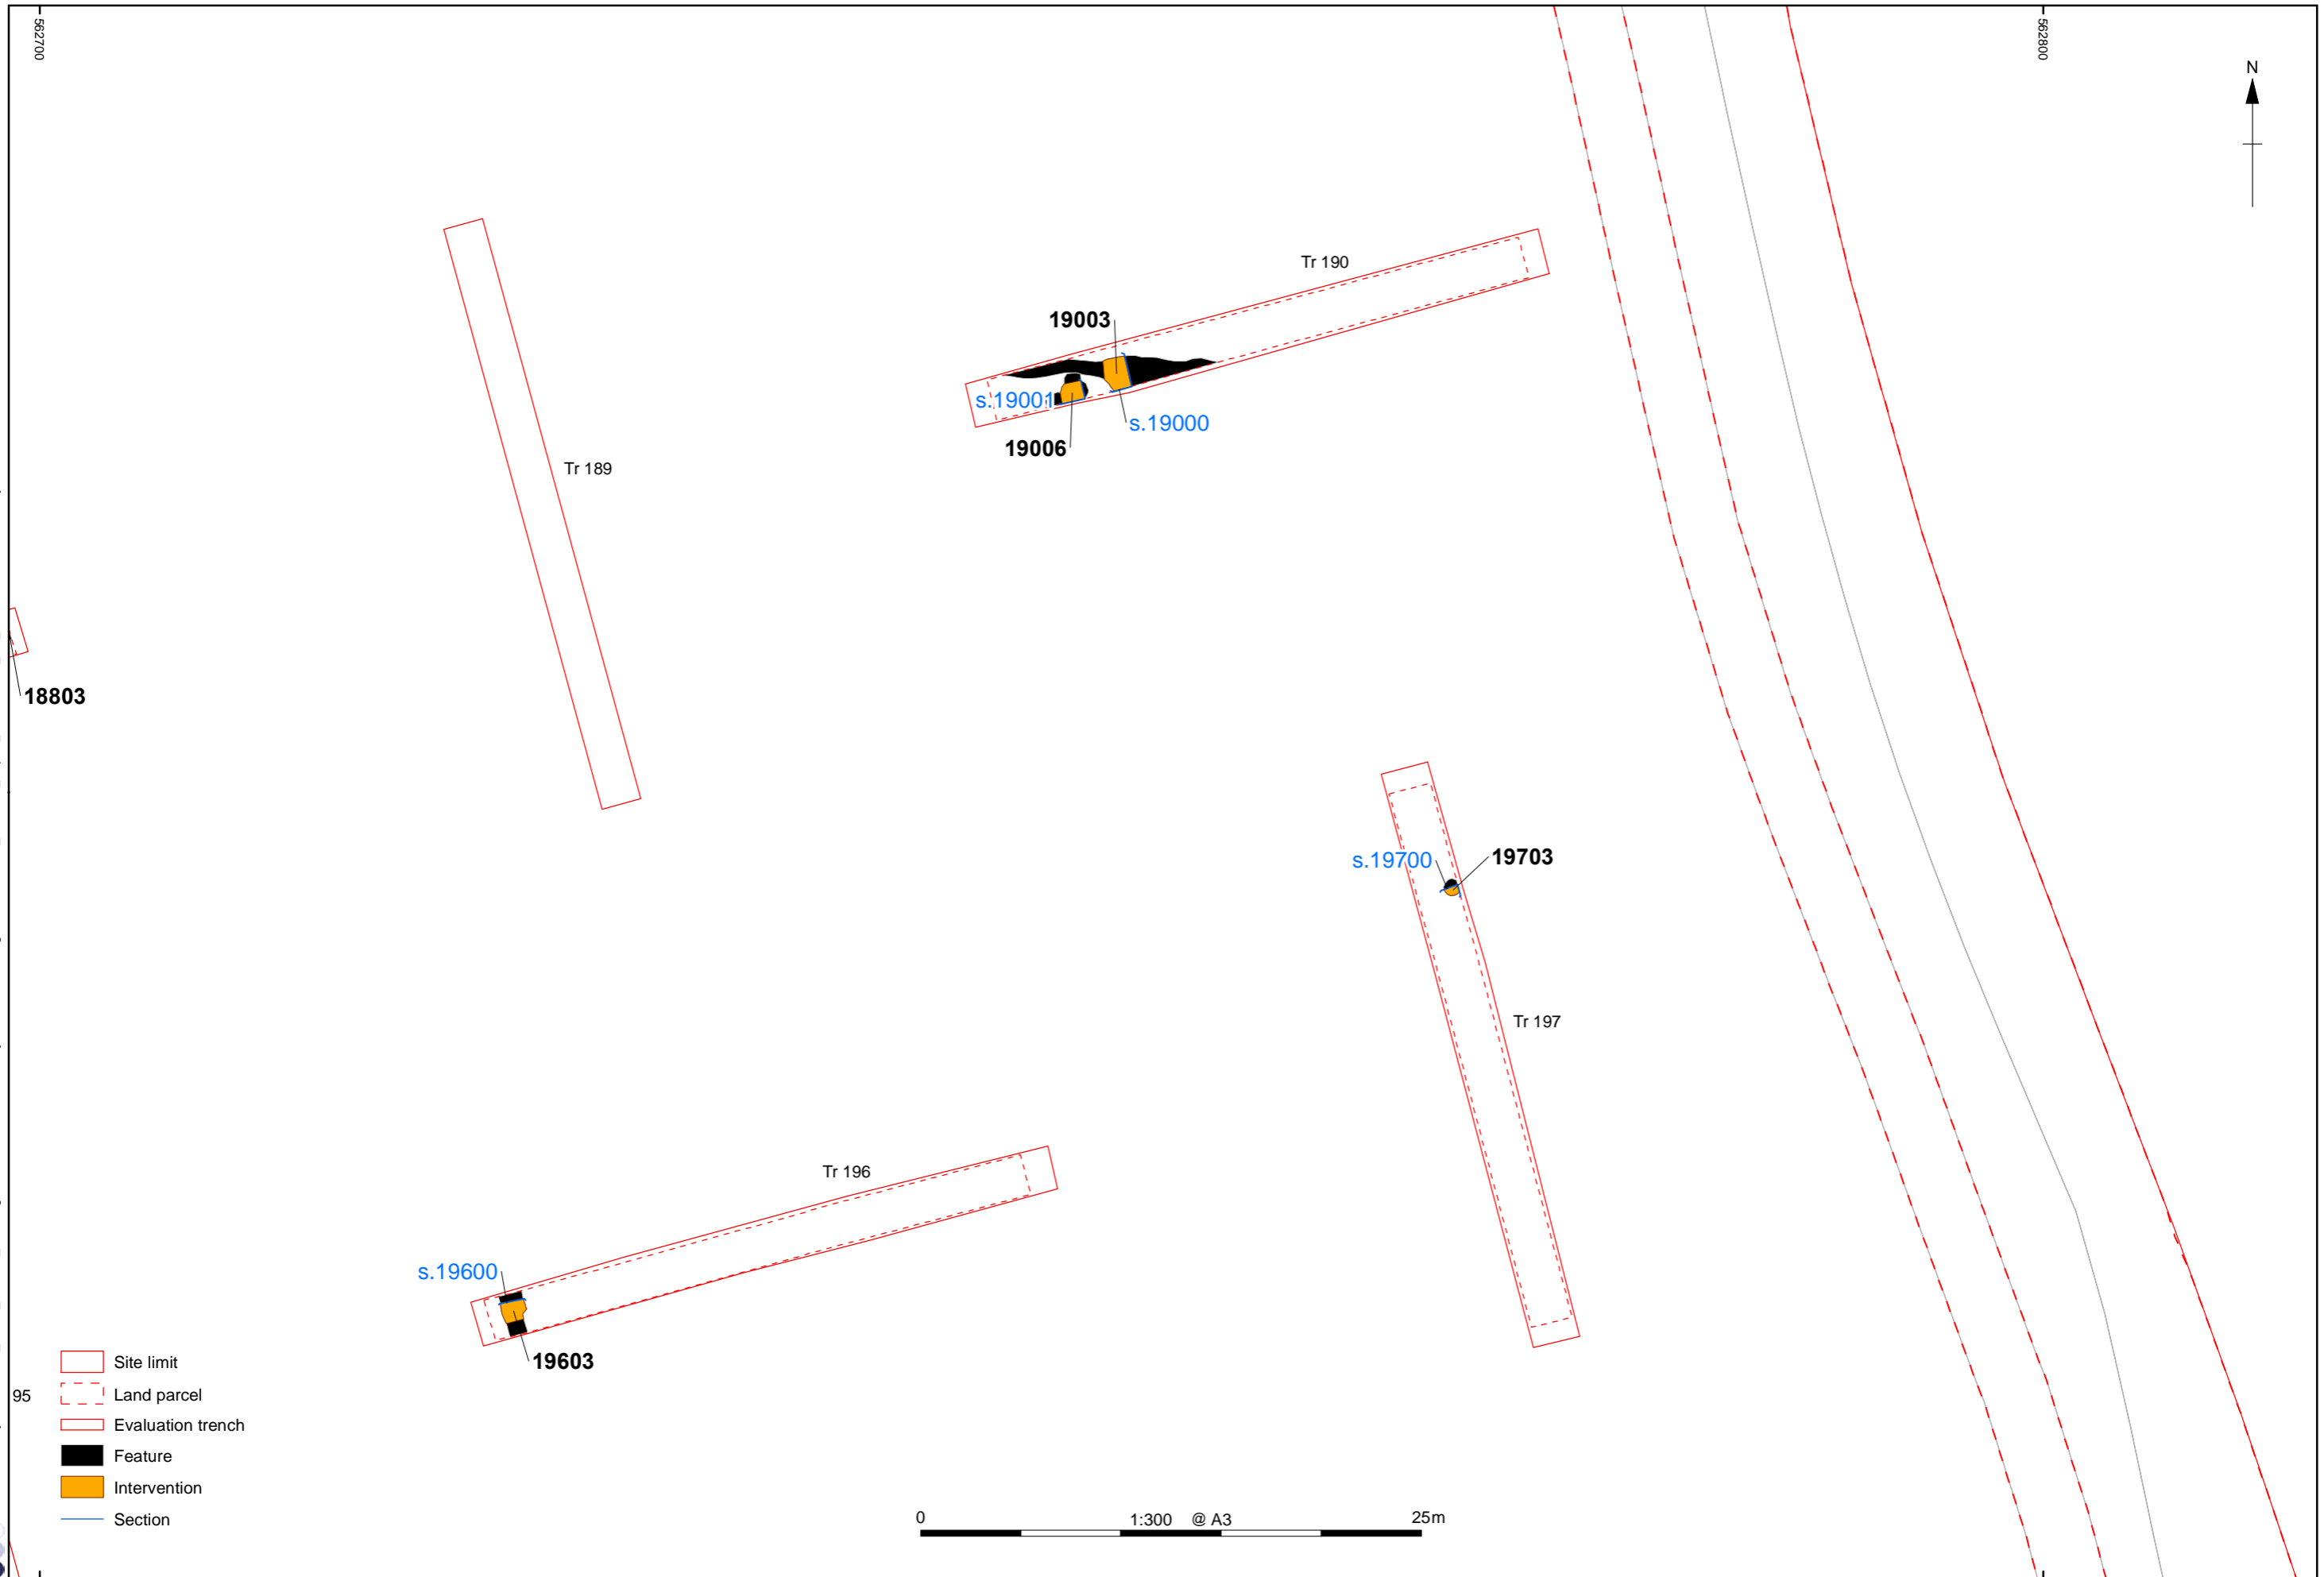 562700
562800
N
Tr 190
19003
s.19001
s.19000
19006
Tr 189
18803
s.19700
19703
Tr 197
Tr 196
s.19600
19603
Site limit
Land parcel
95
Evaluation trench
Feature
Intervention
Section
0
1:300 @ A3
25m